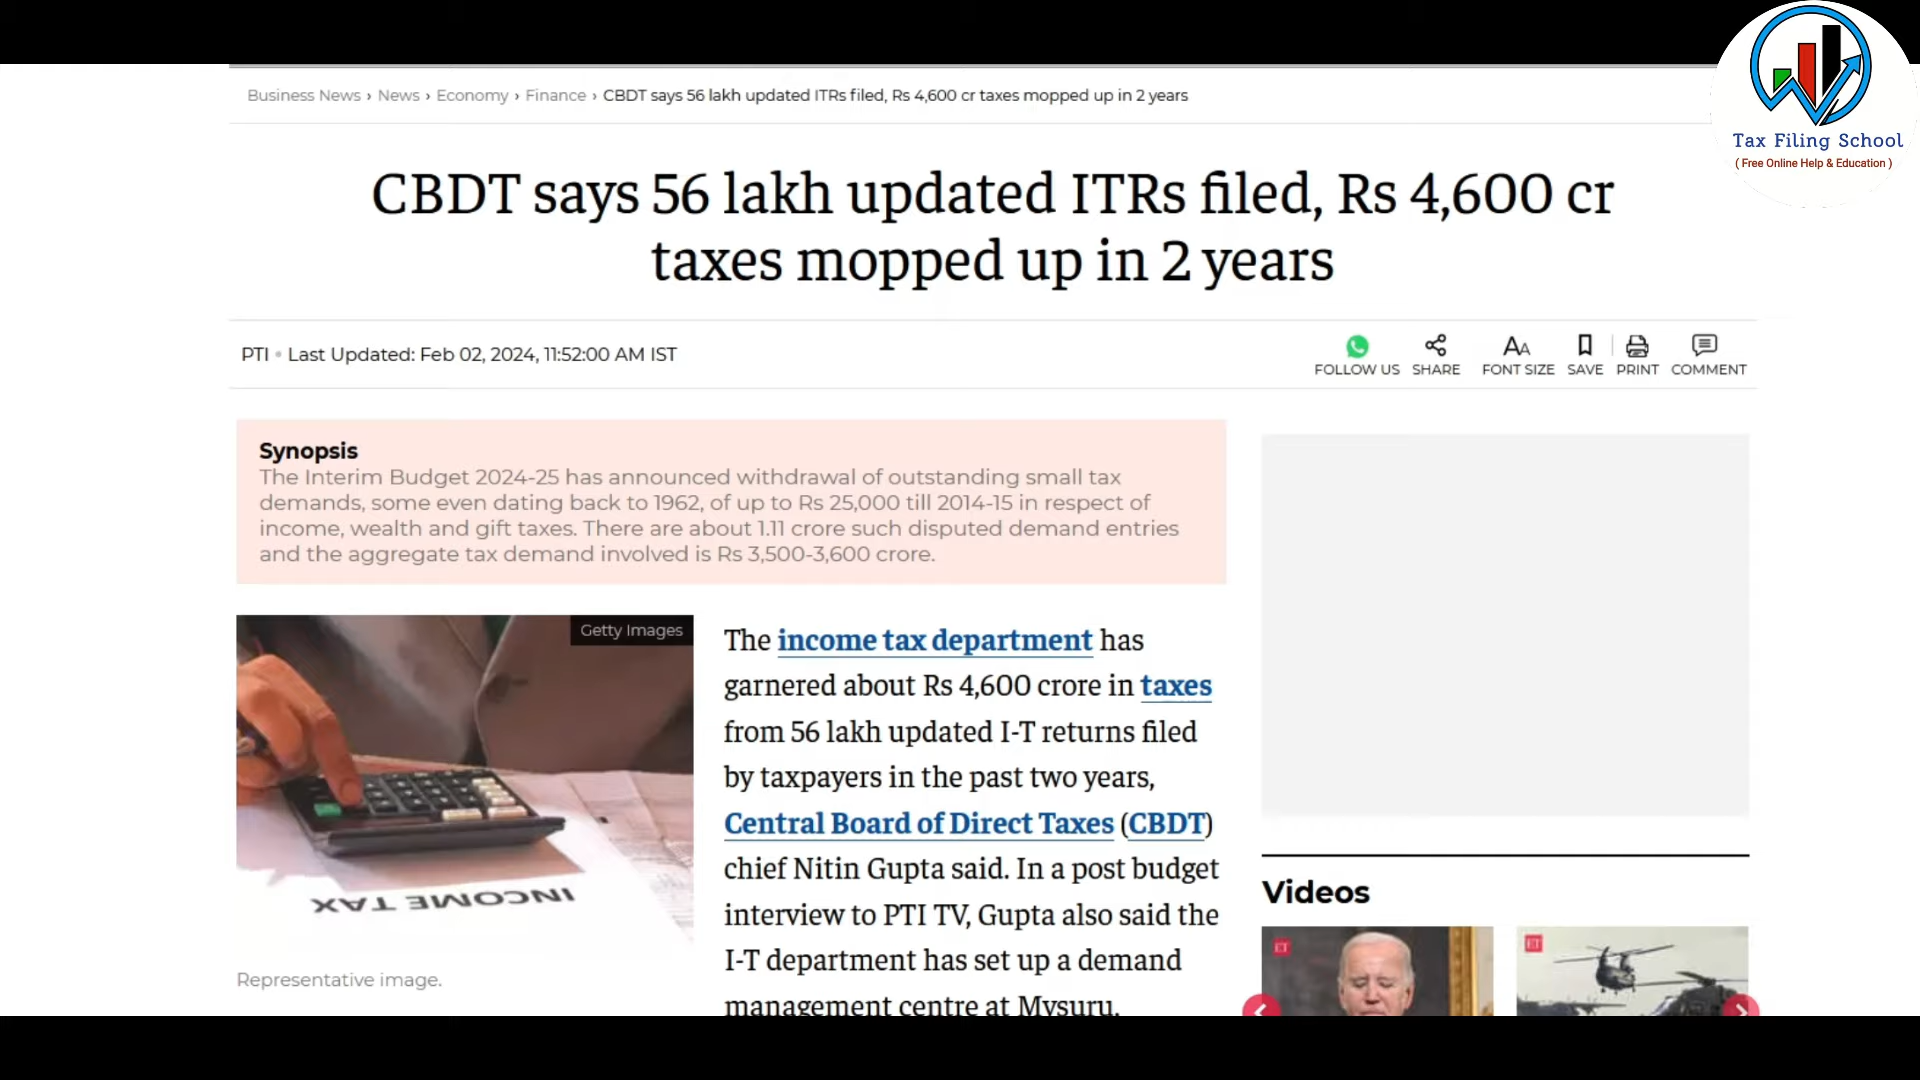 Business News › News › Economy › Finance › CBDT says 56 lakh updated ITRs filed, Rs 4,600 cr taxes mopped up in 2 years
Tax Filing School
( Free Online Help & Education )
CBDT says 56 lakh updated ITRs filed, Rs 4,600 cr
taxes mopped up in 2 years
PTI • Last Updated: Feb 02, 2024, 11:52:00 AM IST
FOLLOW US SHARE FONT SIZE SAVE PRINT COMMENT
Synopsis
The Interim Budget 2024-25 has announced withdrawal of outstanding small tax
demands, some even dating back to 1962, of up to Rs 25,000 till 2014-15 in respect of
income, wealth and gift taxes. There are about 1.11 crore such disputed demand entries
and the aggregate tax demand involved is Rs 3,500-3,600 crore.
Getty Images
INCOME TAX
Representative image.
The income tax department has
garnered about Rs 4,600 crore in taxes
from 56 lakh updated I-T returns filed
by taxpayers in the past two years,
Central Board of Direct Taxes (CBDT)
chief Nitin Gupta said. In a post budget
interview to PTI TV, Gupta also said the
I-T department has set up a demand
management centre at Mysuru,
Videos
ET
ET